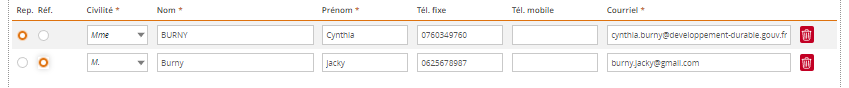 Rep. Réf. Civilité * Nom * Prénom * Tél. fixe Tél. mobile Courriel *
Mme BURNY Cynthia 0760349760 cynthia.burny@developpement-durable.gouv.fr
M. Burny jacky 0625678987 burny.jacky@gmail.com